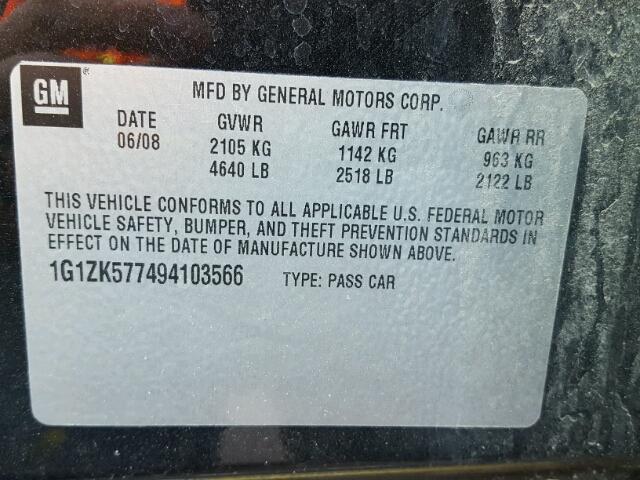 GM
MFD BY GENERAL MOTORS CORP.
DATE GVWR GAWR FRT GAWR RR
06/08 2105 KG 1142 KG 963 KG
4640 LB 2518 LB 2122 LB
THIS VEHICLE CONFORMS TO ALL APPLICABLE U.S. FEDERAL MOTOR
VEHICLE SAFETY, BUMPER, AND THEFT PREVENTION STANDARDS IN
EFFECT ON THE DATE OF MANUFACTURE SHOWN ABOVE.
1G1ZK577494103566 TYPE: PASS CAR